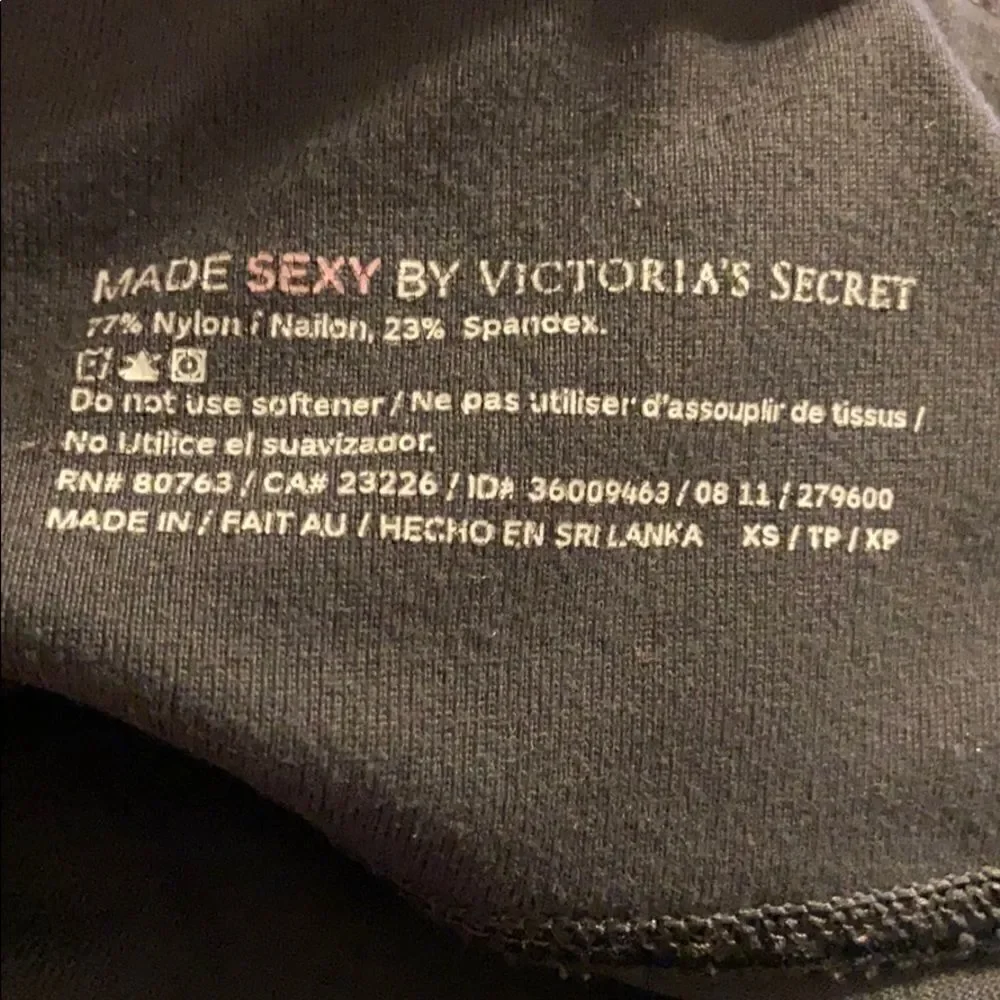 MADE SEXY BY VICTORIA'S SECRET
77% Nylon / Nailon, 23% Spandex.
Do not use softener / Ne pas utiliser d'assouplir de tissus /
No Utilice el suavizador.
RN# 80763 / CA# 23226 / ID# 36009463 / 08 11 / 279600
MADE IN / FAIT AU / HECHO EN SRI LANKA XS / TP / XP